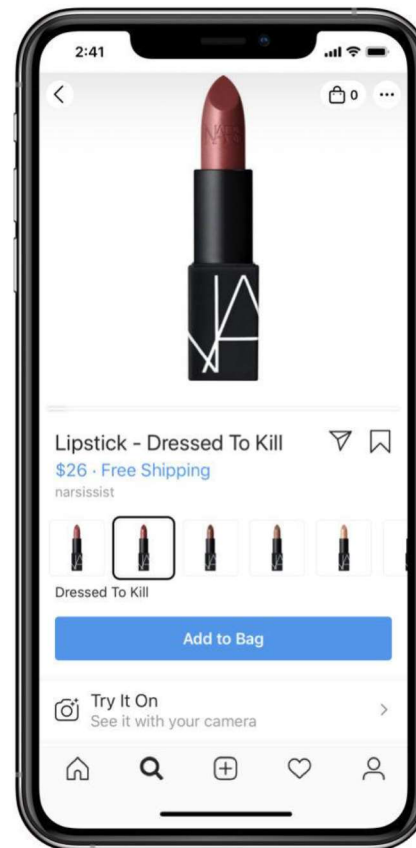 2:41
0
NARS
Lipstick - Dressed To Kill
$26 · Free Shipping
narsissist
Dressed To Kill
Add to Bag
Try It On
See it with your camera